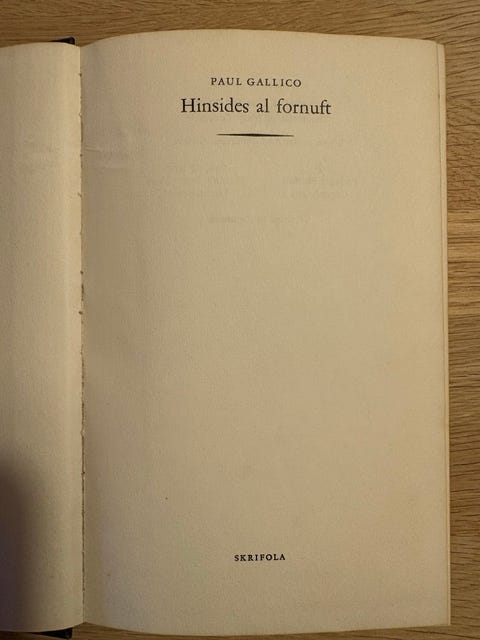 PAUL GALLICO
Hinsides al fornuft
SKRIFOLA